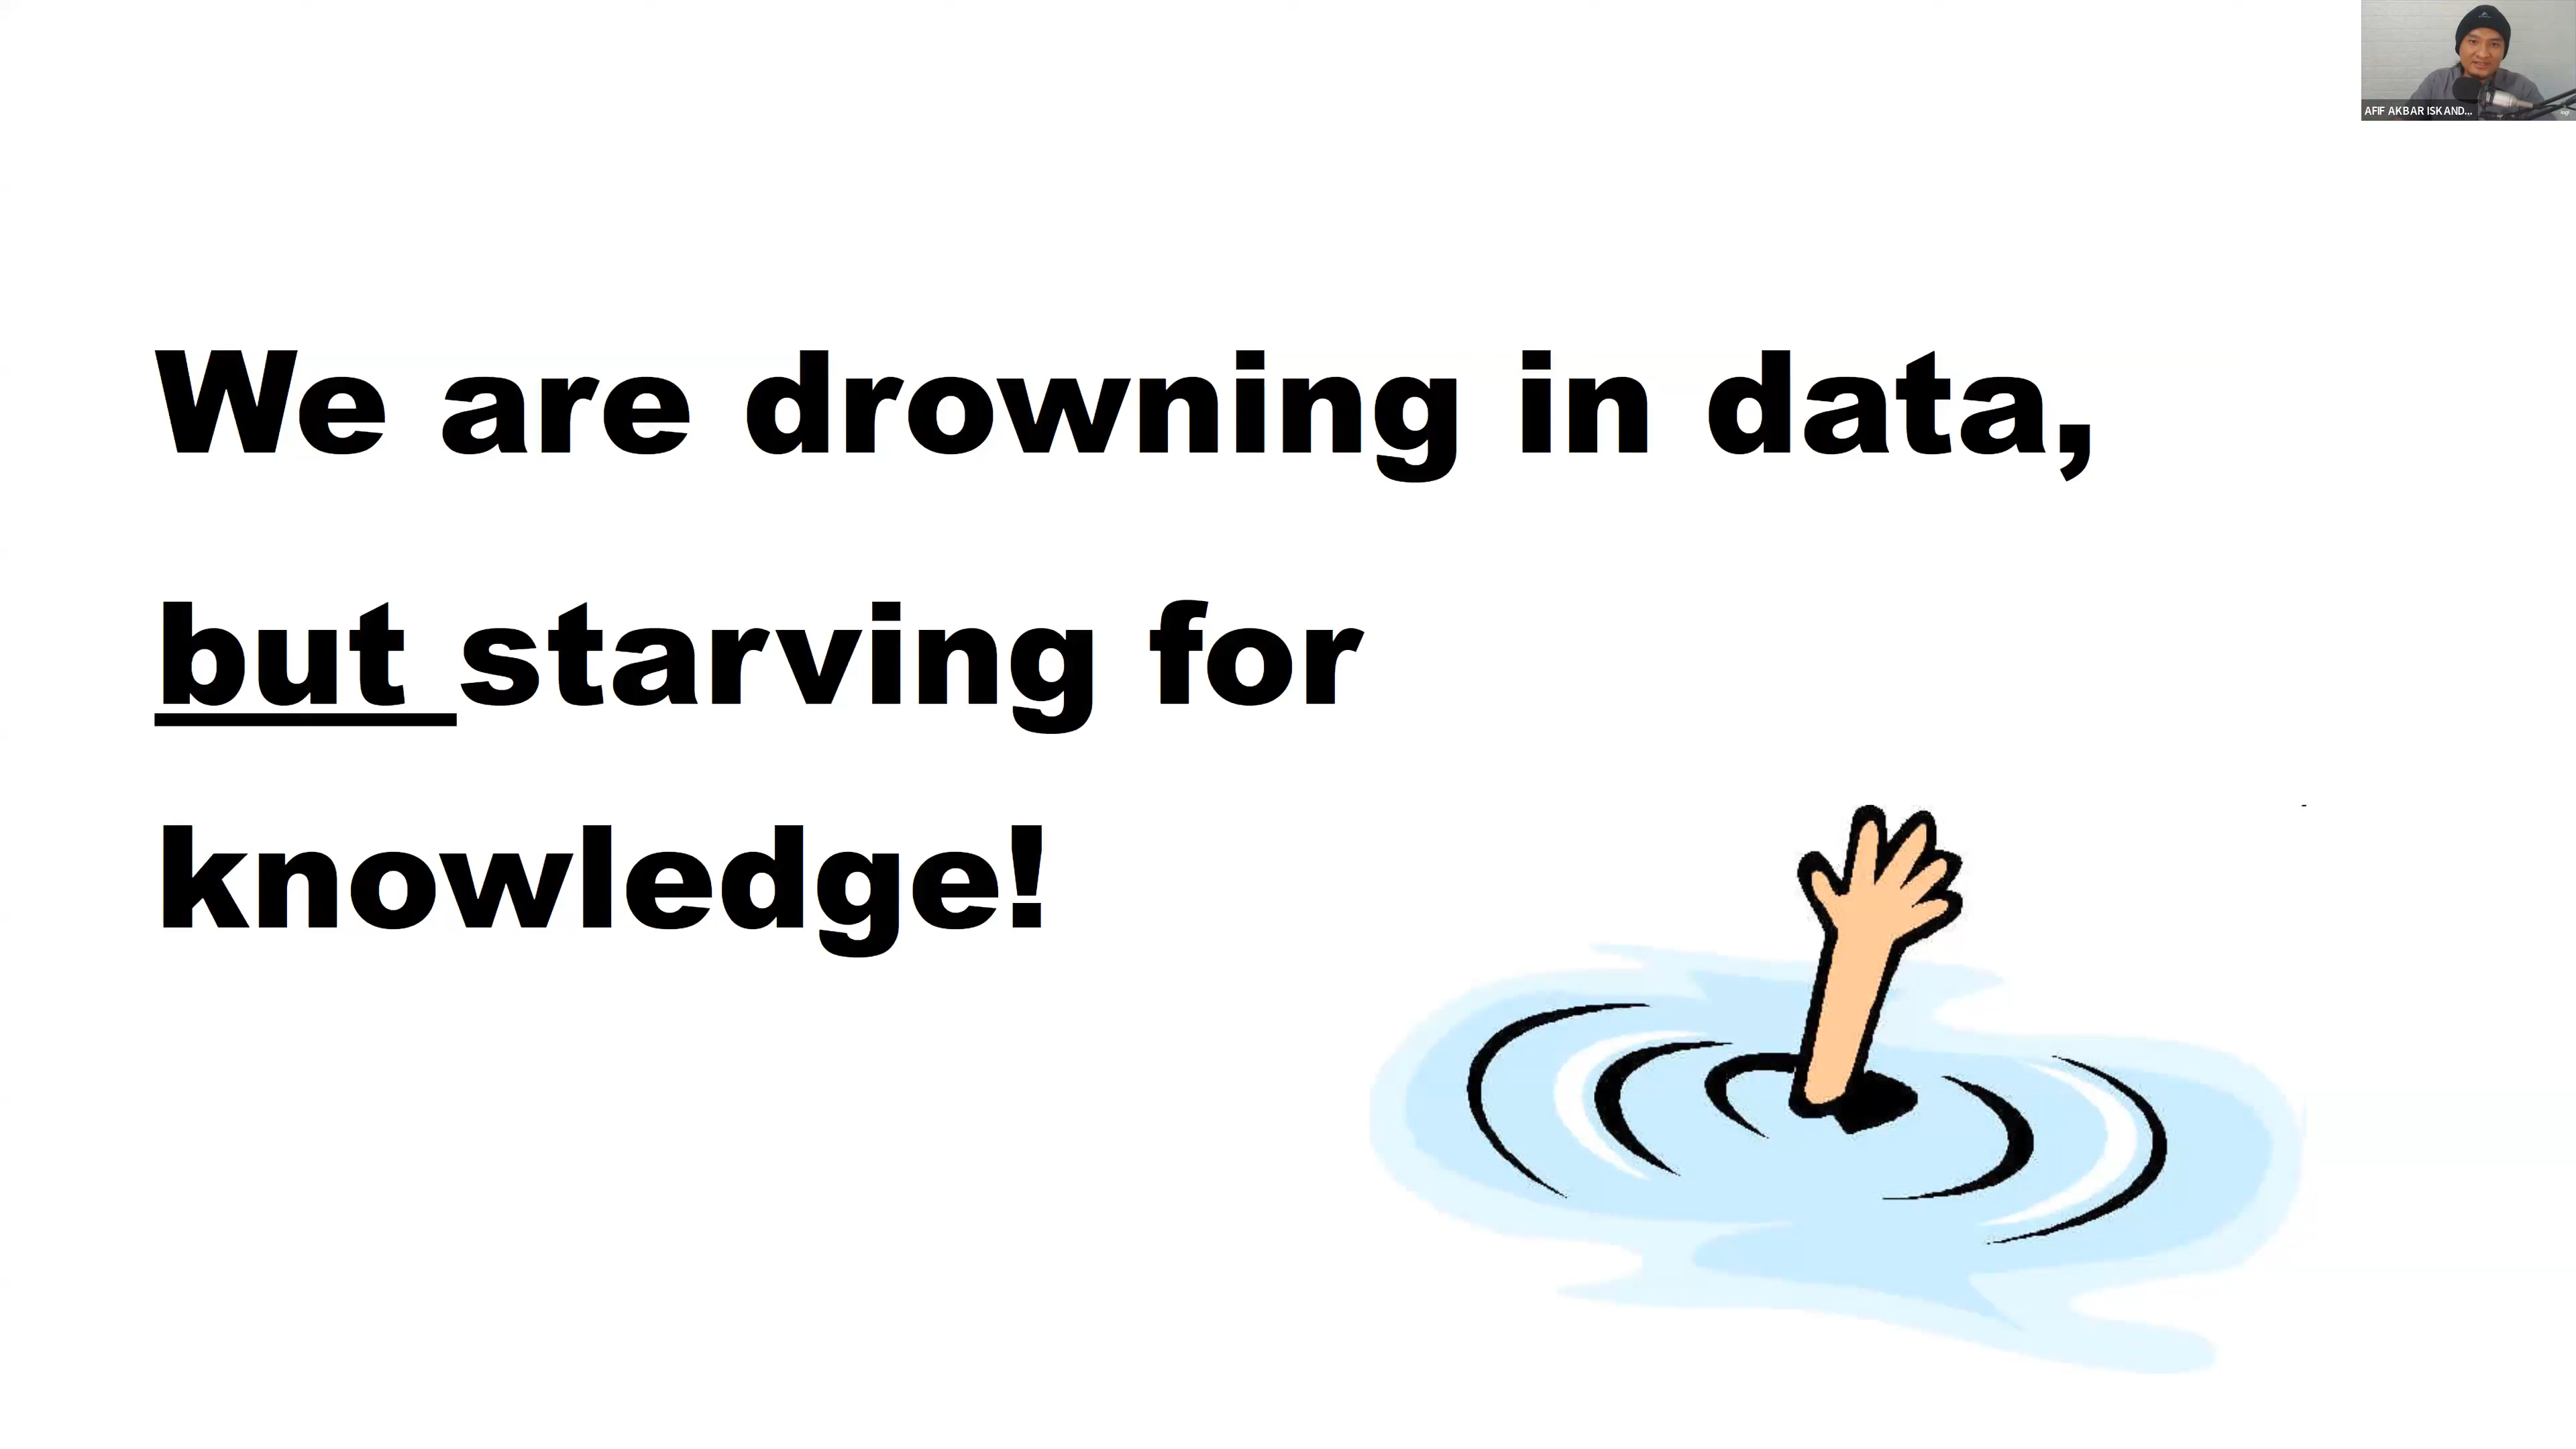 AFIF AKBAR ISKAND...
We are drowning in data,
but starving for
knowledge!